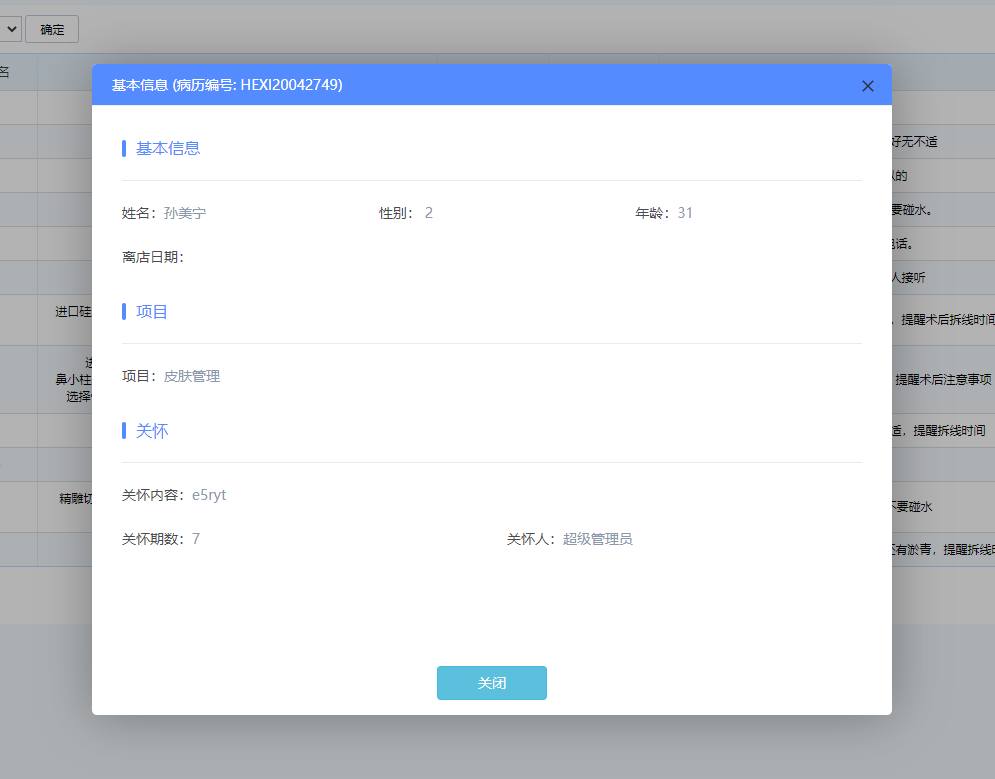 确定
名
基本信息 (病历编号: HEXI20042749)
基本信息
好无不适
的
姓名：孙美宁 性别： 2 年龄：31
要碰水。
电话。
离店日期：
人接听
进口硅
项目
，提醒术后拆线时间
鼻小柱
项目：皮肤管理
提醒术后注意事项
选择
关怀
适，提醒拆线时间
关怀内容：e5ryt
精雕切
不要碰水
关怀期数：7 关怀人：超级管理员
还有淤青，提醒拆线时
关闭